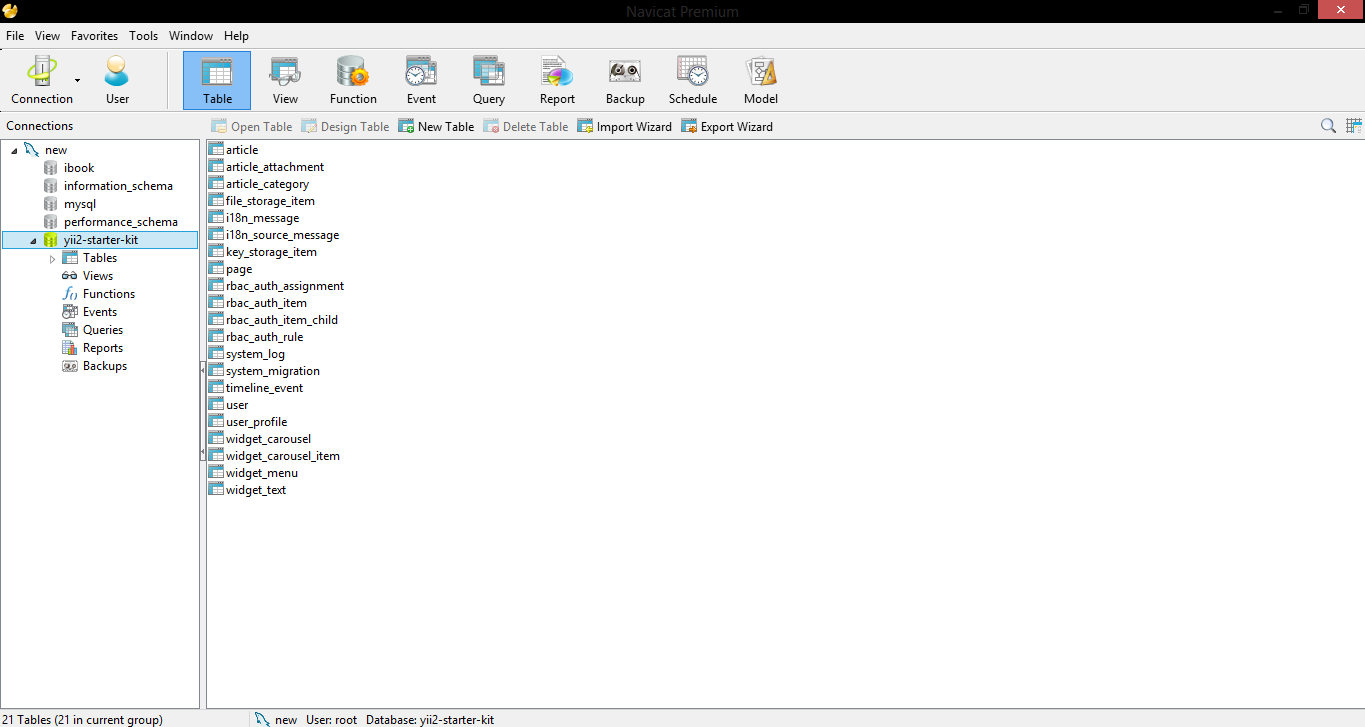 Navicat Premium
File View Favorites Tools Window Help
Connection User Table View Function Event Query Report Backup Schedule Model
Connections
Open Table Design Table New Table Delete Table Import Wizard Export Wizard
new
ibook
information_schema
mysql
performance_schema
yii2-starter-kit
Tables
Views
Functions
Events
Queries
Reports
Backups
article
article_attachment
article_category
file_storage_item
i18n_message
i18n_source_message
key_storage_item
page
rbac_auth_assignment
rbac_auth_item
rbac_auth_item_child
rbac_auth_rule
system_log
system_migration
timeline_event
user
user_profile
widget_carousel
widget_carousel_item
widget_menu
widget_text
21 Tables (21 in current group) new User: root Database: yii2-starter-kit